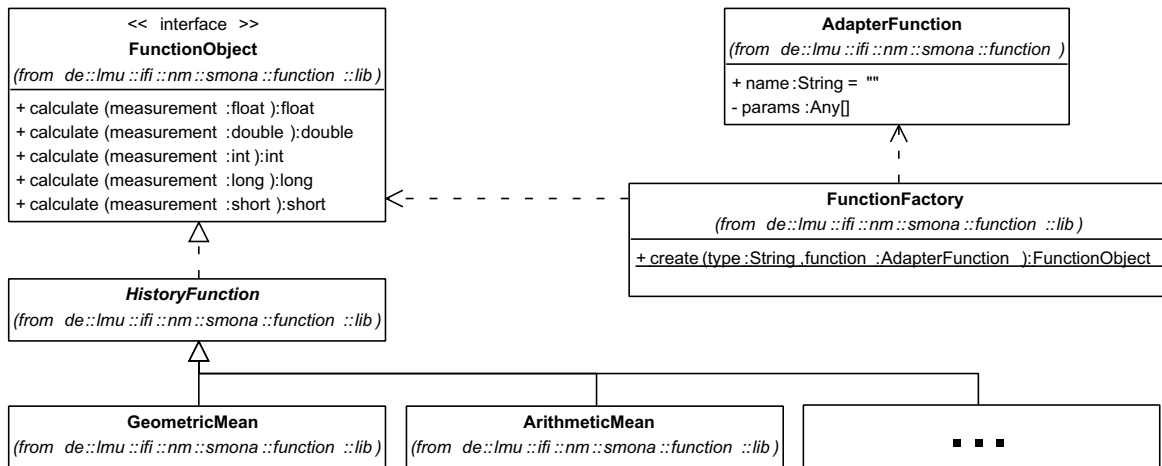 << interface >>
FunctionObject
(from de::lmu ::ifi ::nm ::smona ::function ::lib )
+ calculate (measurement :float ):float
+ calculate (measurement :double ):double
+ calculate (measurement :int ):int
+ calculate (measurement :long ):long
+ calculate (measurement :short ):short
AdapterFunction
(from de::lmu ::ifi ::nm ::smona ::function )
+ name :String = ""
- params :Any[]
FunctionFactory
(from de::lmu ::ifi ::nm ::smona ::function ::lib )
+ create (type :String ,function :AdapterFunction ):FunctionObject
HistoryFunction
(from de::lmu ::ifi ::nm ::smona ::function ::lib )
GeometricMean
(from de::lmu ::ifi ::nm ::smona ::function ::lib )
ArithmeticMean
(from de::lmu ::ifi ::nm ::smona ::function ::lib )
...